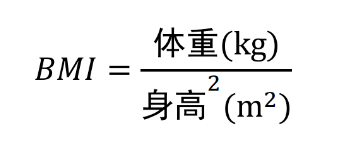 BMI = 体重(kg) / 身高²(m²)